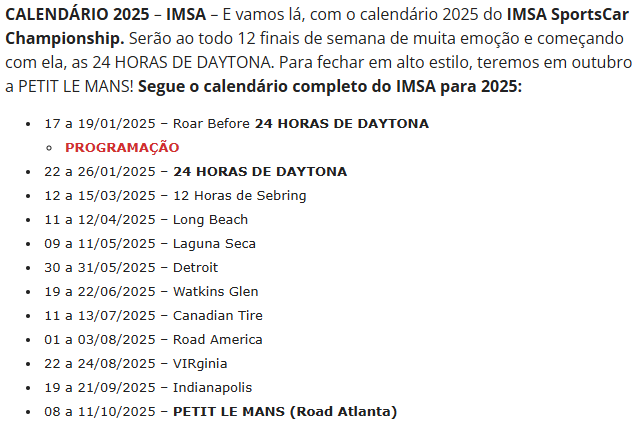 CALENDÁRIO 2025 – IMSA – E vamos lá, com o calendário 2025 do IMSA SportsCar
Championship. Serão ao todo 12 finais de semana de muita emoção e começando
com ela, as 24 HORAS DE DAYTONA. Para fechar em alto estilo, teremos em outubro
a PETIT LE MANS! Segue o calendário completo do IMSA para 2025:
17 a 19/01/2025 – Roar Before 24 HORAS DE DAYTONA
PROGRAMAÇÃO
22 a 26/01/2025 – 24 HORAS DE DAYTONA
12 a 15/03/2025 – 12 Horas de Sebring
11 a 12/04/2025 – Long Beach
09 a 11/05/2025 – Laguna Seca
30 a 31/05/2025 – Detroit
19 a 22/06/2025 – Watkins Glen
11 a 13/07/2025 – Canadian Tire
01 a 03/08/2025 – Road America
22 a 24/08/2025 – VIRginia
19 a 21/09/2025 – Indianapolis
08 a 11/10/2025 – PETIT LE MANS (Road Atlanta)